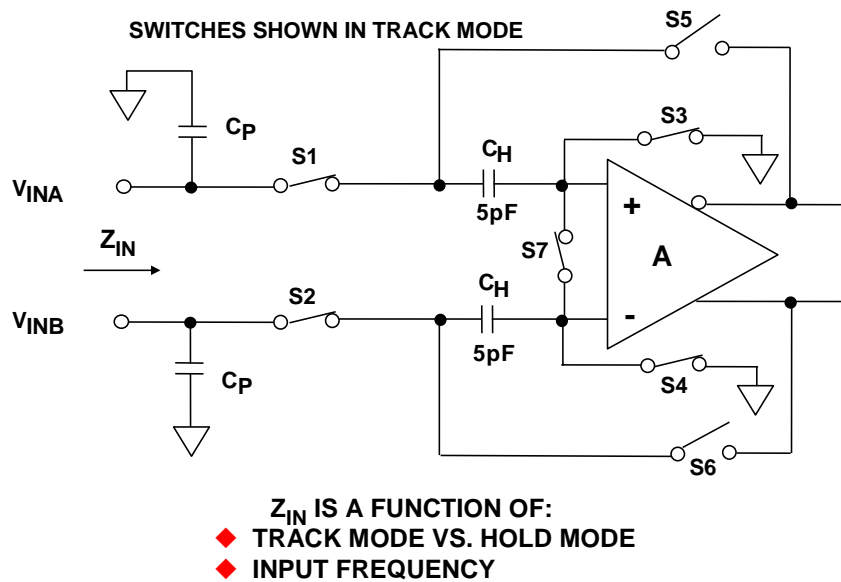 SWITCHES SHOWN IN TRACK MODE
S5
CP
S1
S3
CH
VINA
5pF
+
ZIN
S7
A
S2
CH
VINB
-
5pF
CP
S4
S6
ZIN IS A FUNCTION OF:
TRACK MODE VS. HOLD MODE
INPUT FREQUENCY